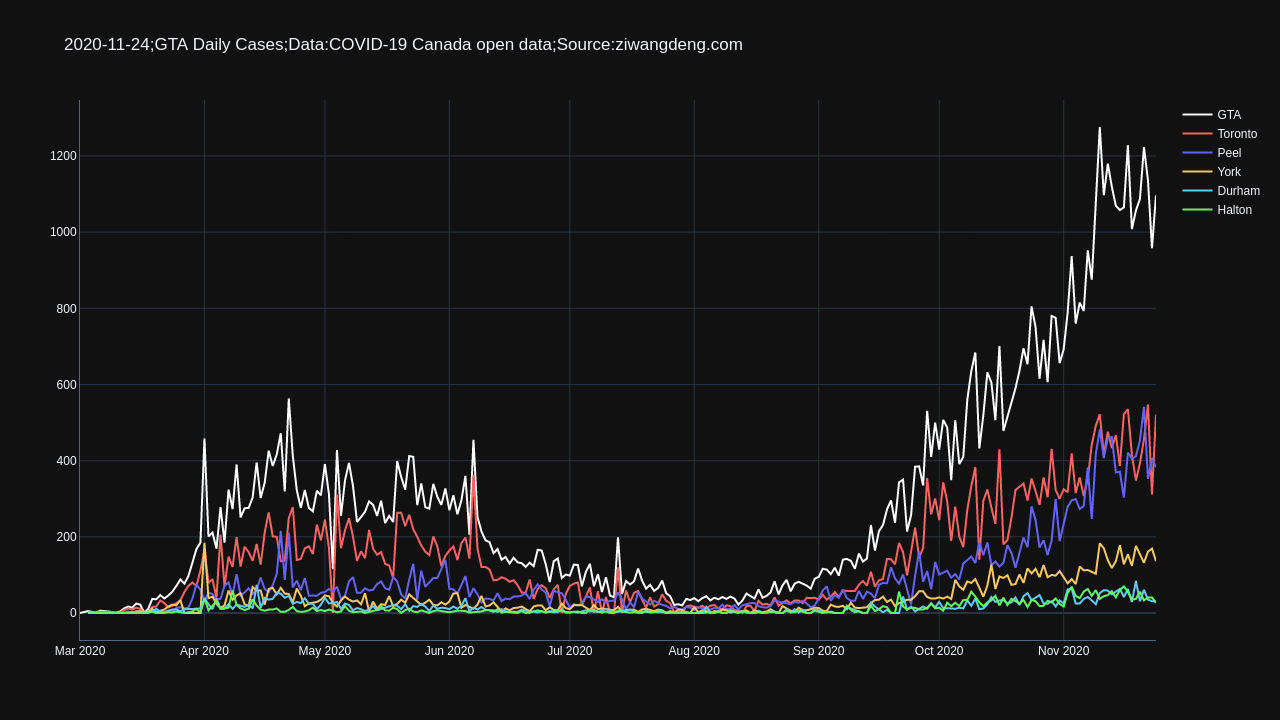 2020-11-24;GTA Daily Cases;Data:COVID-19 Canada open data;Source:ziwangdeng.com
GTA
Toronto
Peel
York
Durham
Halton
1200
1000
800
600
400
200
0
Mar 2020 Apr 2020 May 2020 Jun 2020 Jul 2020 Aug 2020 Sep 2020 Oct 2020 Nov 2020